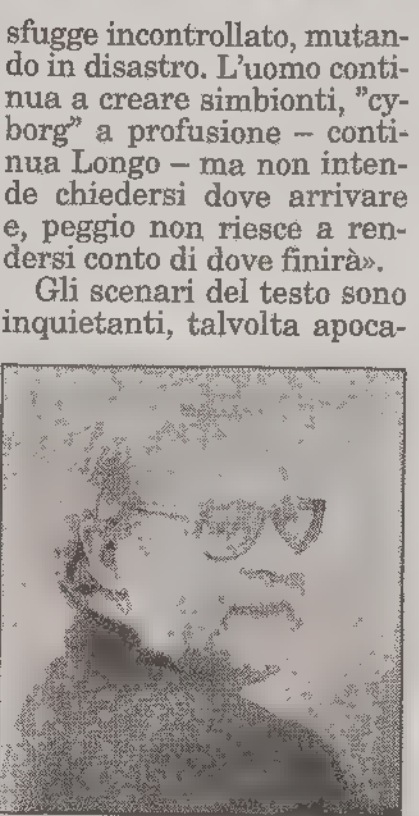 sfugge incontrollato, mutan-
do in disastro. L'uomo conti-
nua a creare simbionti, "cy-
borg" a profusione – conti-
nua Longo – ma non inten-
de chiedersi dove arrivare
e, peggio non riesce a ren-
dersi conto di dove finirà».
Gli scenari del testo sono
inquietanti, talvolta apoca-